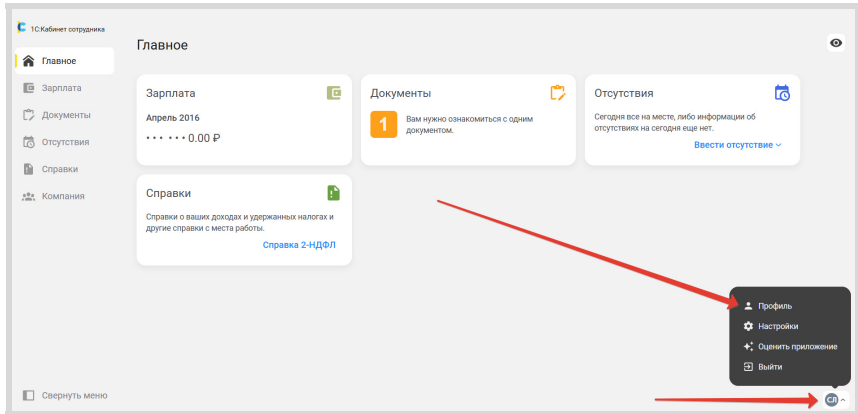 1С:Кабинет сотрудника
Главное
Главное
Зарплата
Документы
Отсутствия
Справки
Компания
Свернуть меню
Зарплата
Апрель 2016
• • • • • • 0.00 ₽
Документы
1
Вам нужно ознакомиться с одним
документом.
Отсутствия
Сегодня все на месте, либо информации об
отсутствиях на сегодня еще нет.
Ввести отсутствие
Справки
Справки о ваших доходах и удержанных налогах и
другие справки с места работы.
Справка 2-НДФЛ
Профиль
Настройки
Оценить приложение
Выйти
СЛ